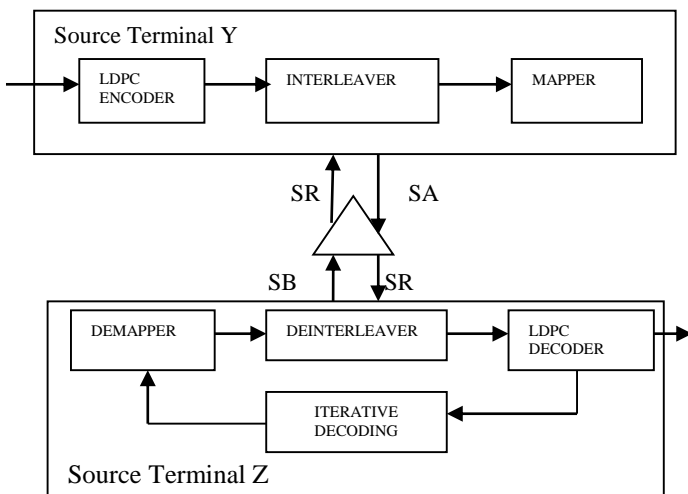 Source Terminal Y
LDPC
ENCODER
INTERLEAVER
MAPPER
SR
SA
SB
SR
DEMAPPER
DEINTERLEAVER
LDPC
DECODER
ITERATIVE
DECODING
Source Terminal Z